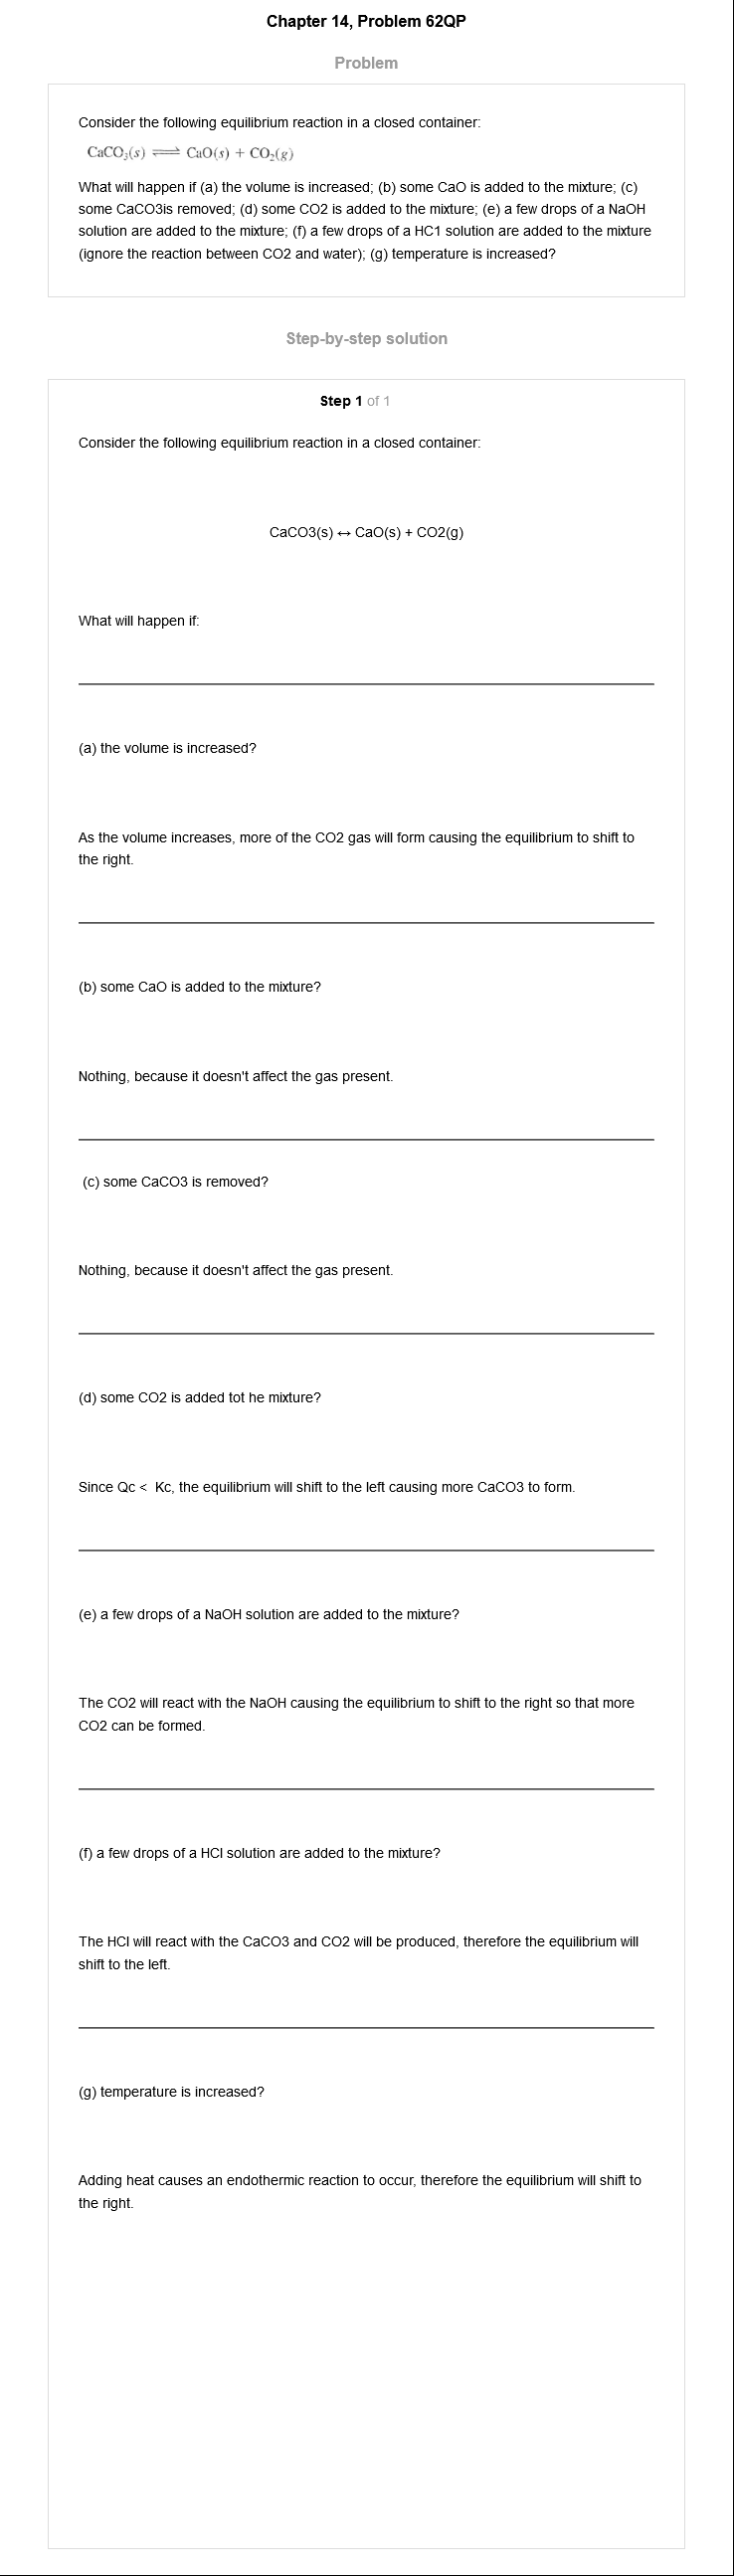 Chapter 14, Problem 62QP
Problem
Consider the following equilibrium reaction in a closed container:
CaCO₃(s) ⇌ CaO(s) + CO₂(g)
What will happen if (a) the volume is increased; (b) some CaO is added to the mixture; (c)
some CaCO3is removed; (d) some CO2 is added to the mixture; (e) a few drops of a NaOH
solution are added to the mixture; (f) a few drops of a HC1 solution are added to the mixture
(ignore the reaction between CO2 and water); (g) temperature is increased?
Step-by-step solution
Step 1 of 1
Consider the following equilibrium reaction in a closed container:
CaCO3(s) ↔ CaO(s) + CO2(g)
What will happen if:
(a) the volume is increased?
As the volume increases, more of the CO2 gas will form causing the equilibrium to shift to
the right.
(b) some CaO is added to the mixture?
Nothing, because it doesn't affect the gas present.
(c) some CaCO3 is removed?
Nothing, because it doesn't affect the gas present.
(d) some CO2 is added tot he mixture?
Since Qc <  Kc, the equilibrium will shift to the left causing more CaCO3 to form.
(e) a few drops of a NaOH solution are added to the mixture?
The CO2 will react with the NaOH causing the equilibrium to shift to the right so that more
CO2 can be formed.
(f) a few drops of a HCl solution are added to the mixture?
The HCl will react with the CaCO3 and CO2 will be produced, therefore the equilibrium will
shift to the left.
(g) temperature is increased?
Adding heat causes an endothermic reaction to occur, therefore the equilibrium will shift to
the right.